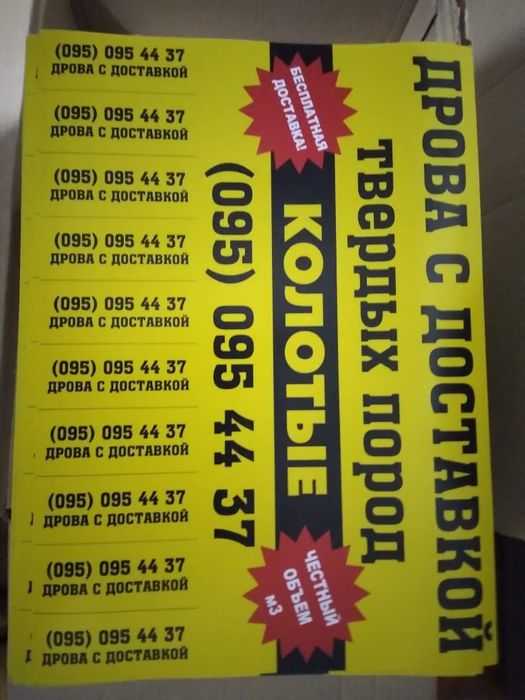 ДРОВА С ДОСТАВКОЙ
твердых пород
БЕСПЛАТНАЯ
ДОСТАВКА!
КОЛОТЫЕ
ЧЕСТНЫЙ
ОБЪЕМ
м3
(095) 095 44 37
(095) 095 44 37
ДРОВА С ДОСТАВКОЙ
(095) 095 44 37
ДРОВА С ДОСТАВКОЙ
(095) 095 44 37
ДРОВА С ДОСТАВКОЙ
(095) 095 44 37
ДРОВА С ДОСТАВКОЙ
(095) 095 44 37
ДРОВА С ДОСТАВКОЙ
(095) 095 44 37
ДРОВА С ДОСТАВКОЙ
(095) 095 44 37
ДРОВА С ДОСТАВКОЙ
(095) 095 44 37
ДРОВА С ДОСТАВКОЙ
(095) 095 44 37
ДРОВА С ДОСТАВКОЙ
(095) 095 44 37
ДРОВА С ДОСТАВКОЙ